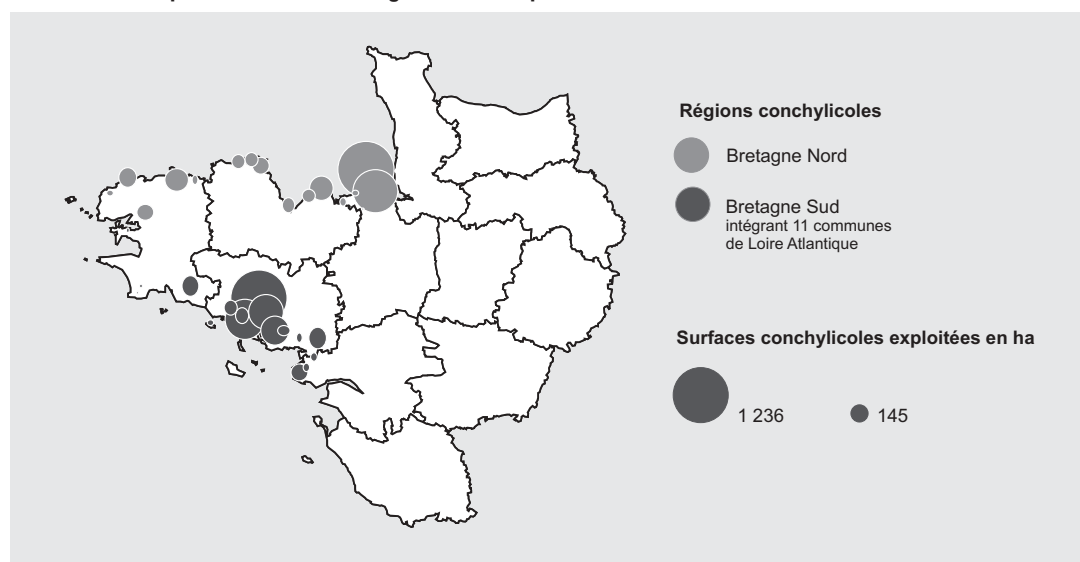 Régions conchylicoles
Bretagne Nord
Bretagne Sud
intégrant 11 communes
de Loire Atlantique
Surfaces conchylicoles exploitées en ha
1 236
145